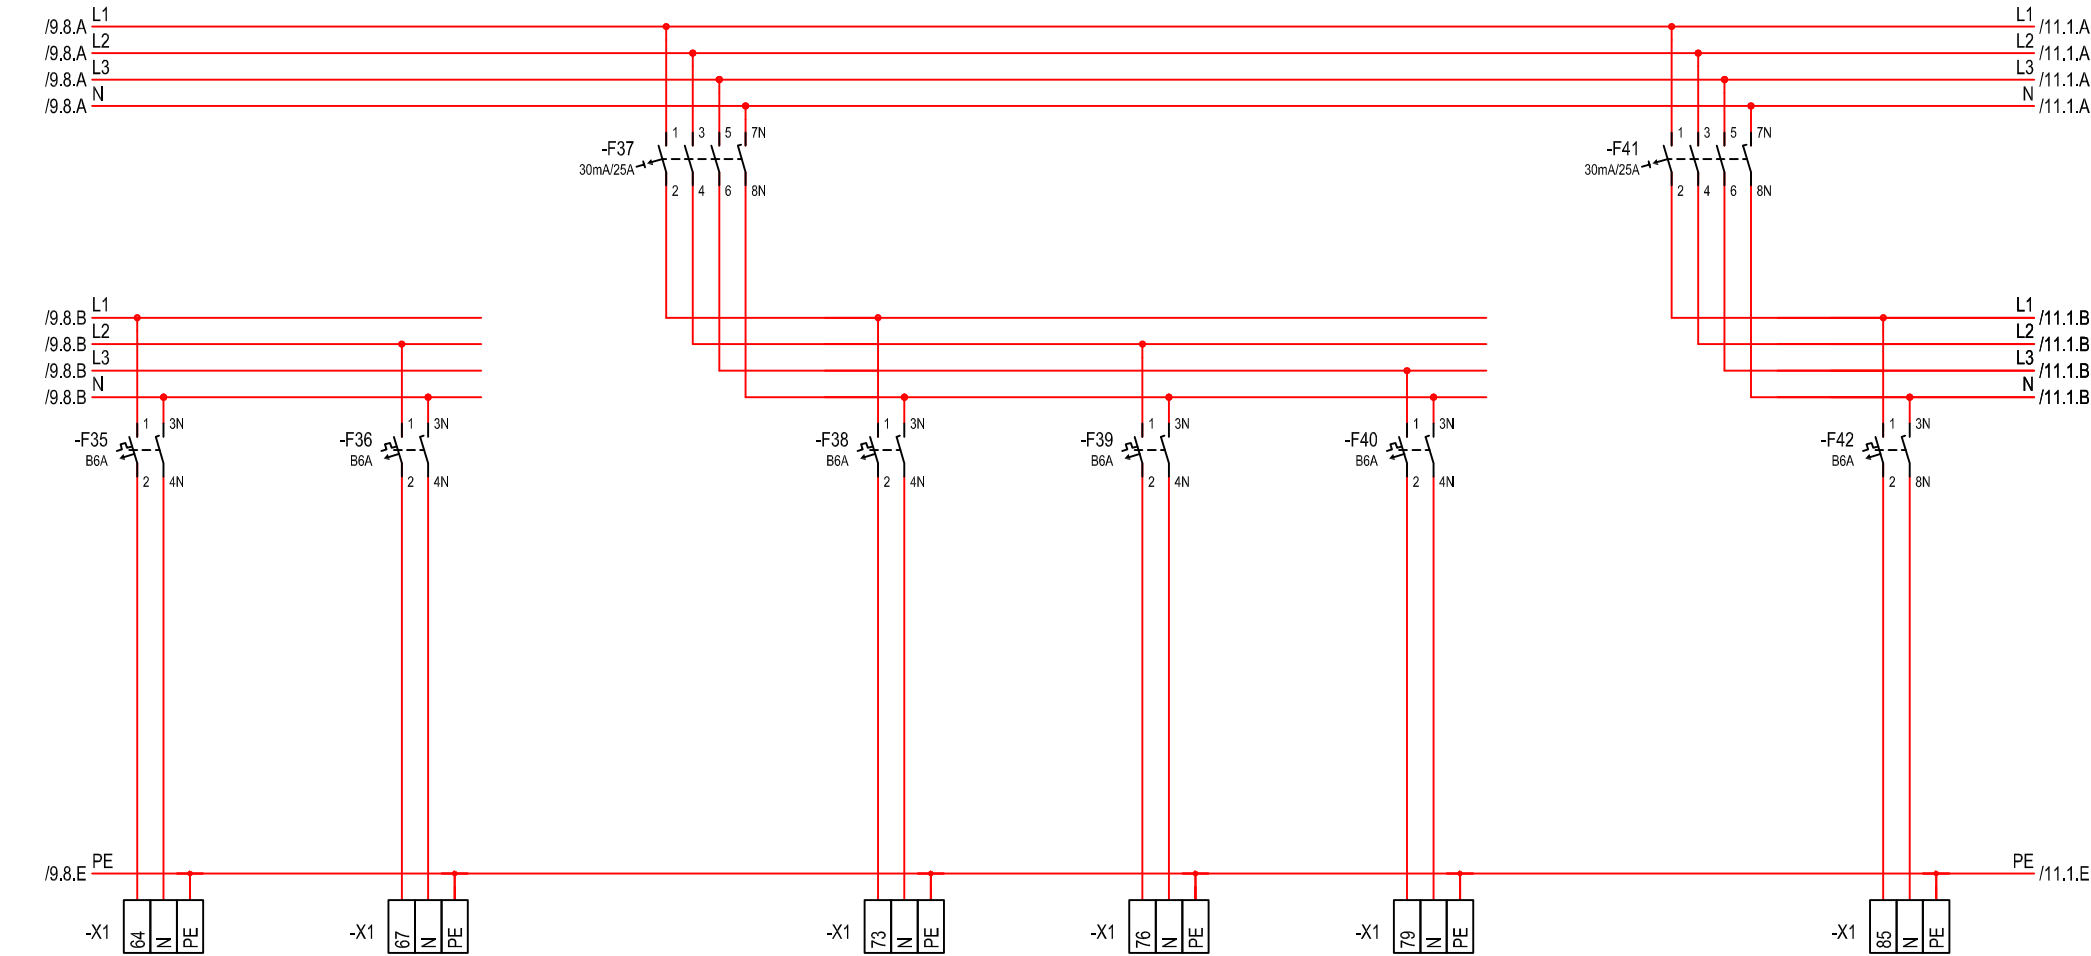 L1 L1
/9.8.A /11.1.A
L2 L2
/9.8.A /11.1.A
L3 L3
/9.8.A /11.1.A
N N
/9.8.A /11.1.A
1 3 5 7N 1 3 5 7N
-F37 -F41
30mA/25A 30mA/25A
2 4 6 8N 2 4 6 8N
L1 L1
/9.8.B /11.1.B
L2 L2
/9.8.B /11.1.B
L3 L3
/9.8.B /11.1.B
N N
/9.8.B /11.1.B
1 3N 1 3N 1 3N 1 3N 1 3N 1 3N
-F35 -F36 -F38 -F39 -F40 -F42
B6A B6A B6A B6A B6A B6A
2 4N 2 4N 2 4N 2 4N 2 4N 2 8N
PE PE
/9.8.E /11.1.E
-X1 64 N PE -X1 67 N PE -X1 73 N PE -X1 76 N PE -X1 79 N PE -X1 85 N PE